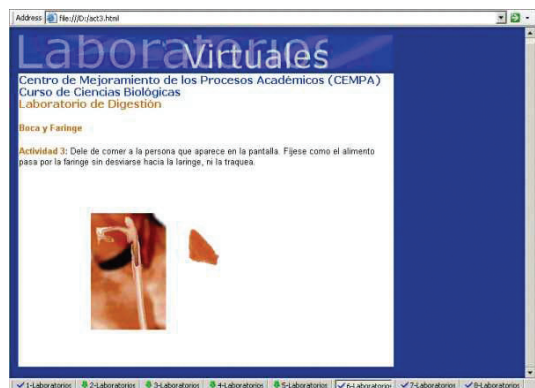 Address file:///D:/act3.html
Laboratorios
Virtuales
Centro de Mejoramiento de los Procesos Académicos (CEMPA)
Curso de Ciencias Biológicas
Laboratorio de Digestión
Boca y Faringe
Actividad 3: Dele de comer a la persona que aparece en la pantalla. Fíjese como el alimento
pasa por la faringe sin desviarse hacia la laringe, ni la traquea.
1-Laboratorios 2-Laboratorios 3-Laboratorios 4-Laboratorios 5-Laboratorios 6-Laboratorios 7-Laboratorios 8-Laboratorios